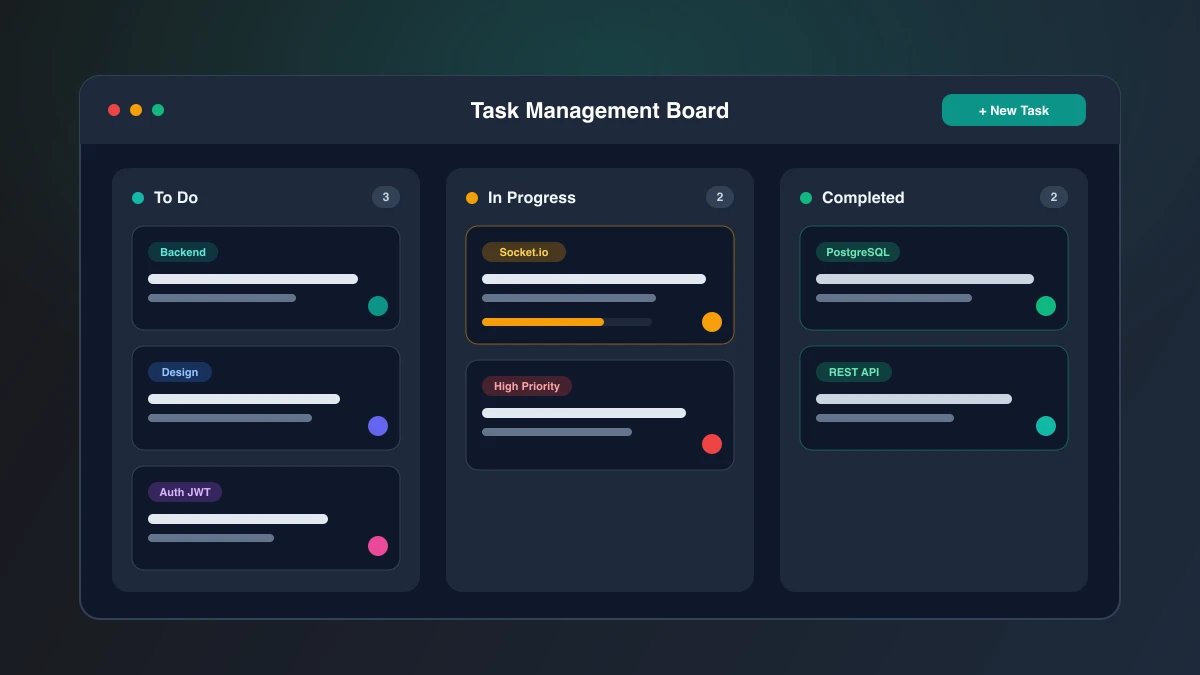 Task Management Board
+ New Task
To Do
3
Backend
Design
Auth JWT
In Progress
2
Socket.io
High Priority
Completed
2
PostgreSQL
REST API